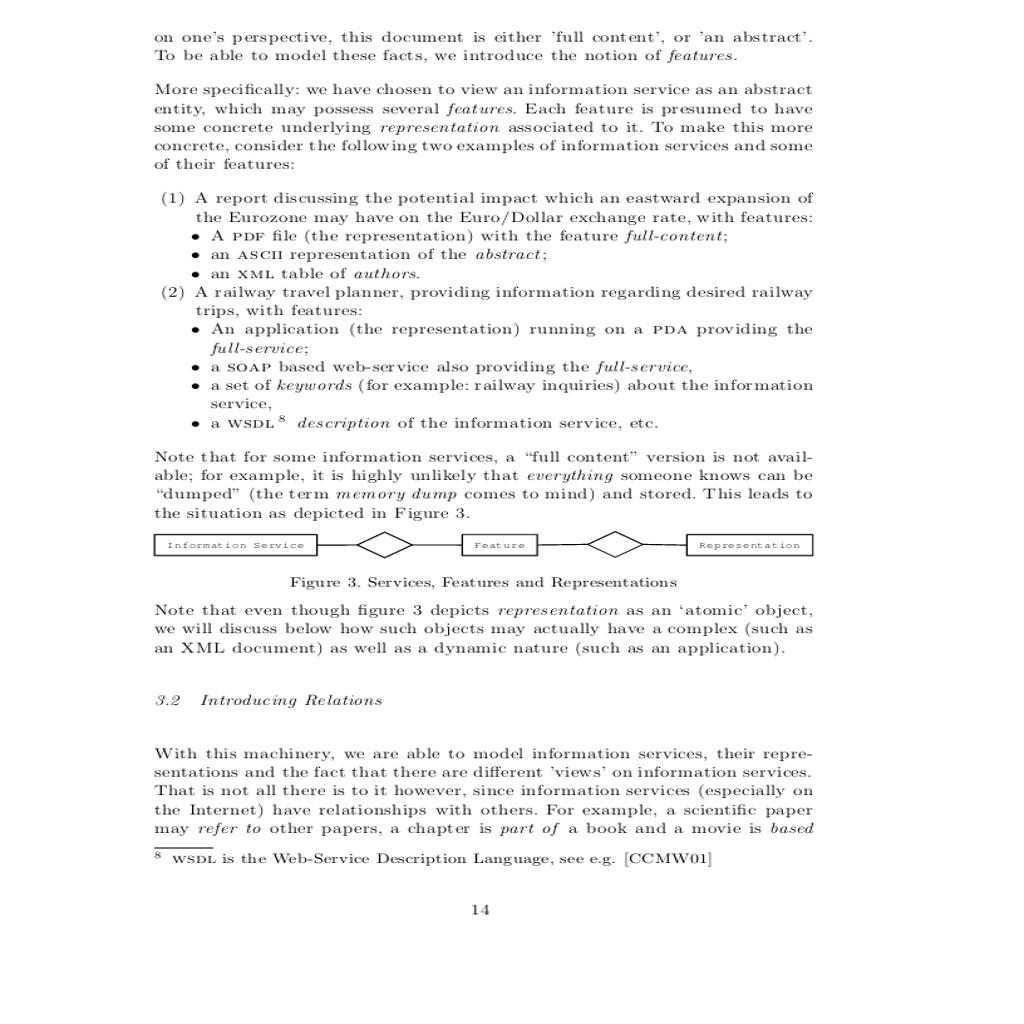 on one's perspective, this document is either 'full content', or 'an abstract'.
To be able to model these facts, we introduce the notion of features.
More specifically: we have chosen to view an information service as an abstract
entity, which may possess several features. Each feature is presumed to have
some concrete underlying representation associated to it. To make this more
concrete, consider the following two examples of information services and some
of their features:
(1) A report discussing the potential impact which an eastward expansion of
the Eurozone may have on the Euro/Dollar exchange rate, with features:
• A PDF file (the representation) with the feature full-content;
• an ASCII representation of the abstract;
• an XML table of authors.
(2) A railway travel planner, providing information regarding desired railway
trips, with features:
• An application (the representation) running on a PDA providing the
full-service;
• a SOAP based web-service also providing the full-service,
• a set of keywords (for example: railway inquiries) about the information
service,
• a WSDL 8 description of the information service, etc.
Note that for some information services, a “full content” version is not avail-
able; for example, it is highly unlikely that everything someone knows can be
“dumped” (the term memory dump comes to mind) and stored. This leads to
the situation as depicted in Figure 3.
Information Service Feature Representation
Figure 3. Services, Features and Representations
Note that even though figure 3 depicts representation as an ‘atomic’ object,
we will discuss below how such objects may actually have a complex (such as
an XML document) as well as a dynamic nature (such as an application).
3.2 Introducing Relations
With this machinery, we are able to model information services, their repre-
sentations and the fact that there are different 'views' on information services.
That is not all there is to it however, since information services (especially on
the Internet) have relationships with others. For example, a scientific paper
may refer to other papers, a chapter is part of a book and a movie is based
8 WSDL is the Web-Service Description Language, see e.g. [CCMW01]
14